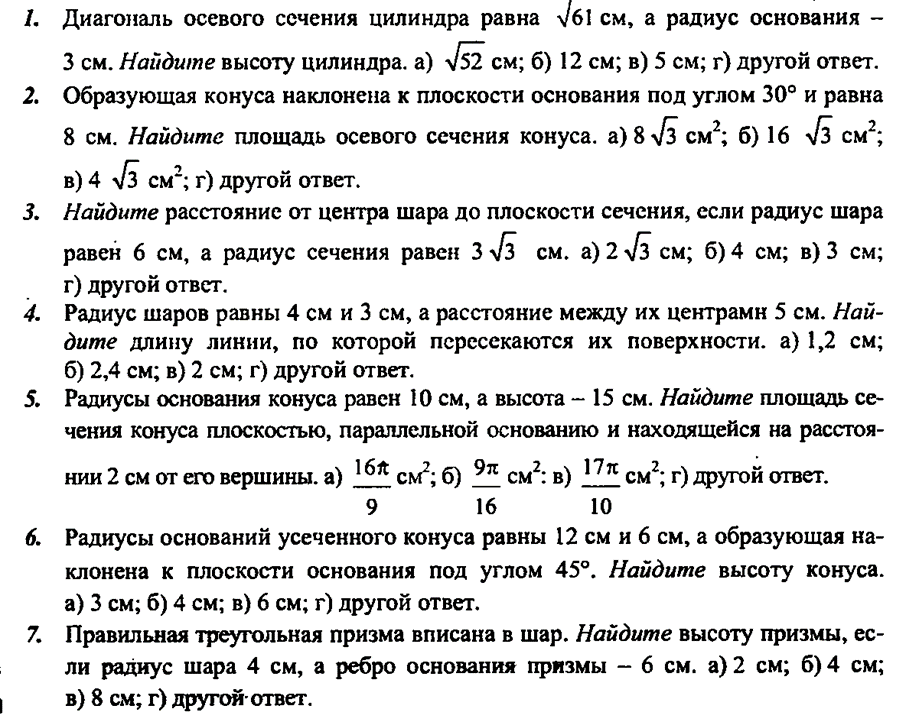 1. Диагональ осевого сечения цилиндра равна √61 см, а радиус основания –
3 см. Найдите высоту цилиндра. а) √52 см; б) 12 см; в) 5 см; г) другой ответ.
2. Образующая конуса наклонена к плоскости основания под углом 30° и равна
8 см. Найдите площадь осевого сечения конуса. а) 8√3 см²; б) 16 √3 см²;
в) 4 √3 см²; г) другой ответ.
3. Найдите расстояние от центра шара до плоскости сечения, если радиус шара
равен 6 см, а радиус сечения равен 3√3 см. а) 2√3 см; б) 4 см; в) 3 см;
г) другой ответ.
4. Радиус шаров равны 4 см и 3 см, а расстояние между их центрамн 5 см. Най-
дите длину линии, по которой пересекаются их поверхности. а) 1,2 см;
б) 2,4 см; в) 2 см; г) другой ответ.
5. Радиусы основания конуса равен 10 см, а высота – 15 см. Найдите площадь се-
чения конуса плоскостью, параллельной основанию и находящейся на расстоя-
нии 2 см от его вершины. а) 16π/9 см²; б) 9π/16 см²: в) 17π/10 см²; г) другой ответ.
6. Радиусы оснований усеченного конуса равны 12 см и 6 см, а образующая на-
клонена к плоскости основания под углом 45°. Найдите высоту конуса.
а) 3 см; б) 4 см; в) 6 см; г) другой ответ.
7. Правильная треугольная призма вписана в шар. Найдите высоту призмы, ес-
ли радиус шара 4 см, а ребро основания призмы – 6 см. а) 2 см; б) 4 см;
в) 8 см; г) другой ответ.